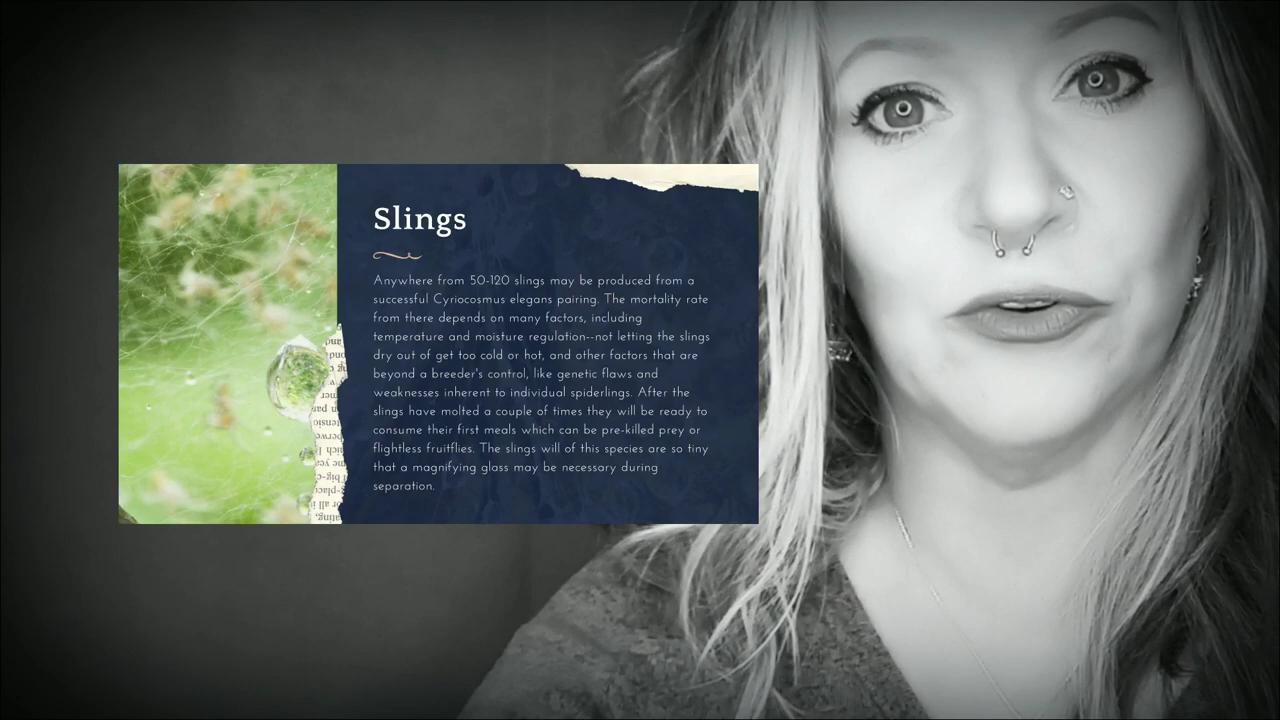 Slings
Anywhere from 50-120 slings may be produced from a
successful Cyriocosmus elegans pairing. The mortality rate
from there depends on many factors, including
temperature and moisture regulation--not letting the slings
dry out of get too cold or hot, and other factors that are
beyond a breeder's control, like genetic flaws and
weaknesses inherent to individual spiderlings. After the
slings have molted a couple of times they will be ready to
consume their first meals which can be pre-killed prey or
flightless fruitflies. The slings will of this species are so tiny
that a magnifying glass may be necessary during
separation.